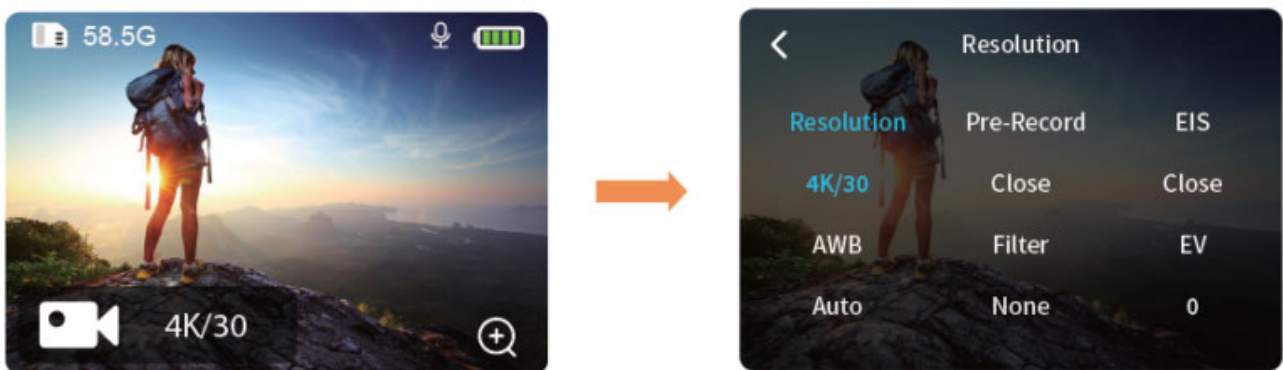 58.5G
4K/30
Resolution
Resolution Pre-Record EIS
4K/30 Close Close
AWB Filter EV
Auto None 0